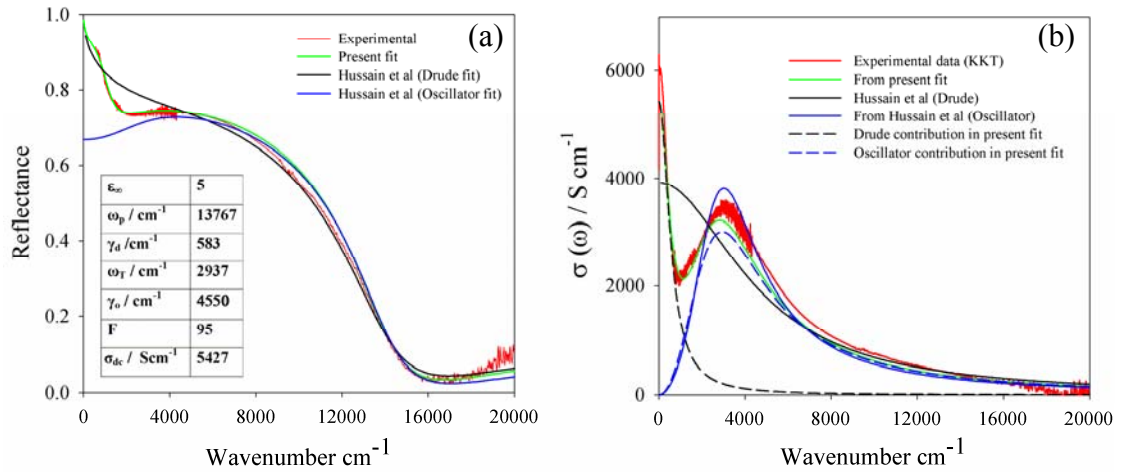 (a)
Experimental
Present fit
Hussain et al (Drude fit)
Hussain et al (Oscillator fit)
Reflectance
1.0
0.8
0.6
0.4
0.2
0.0
ε∞ 5
ωp / cm-1 13767
γd /cm-1 583
ωT / cm-1 2937
γo / cm-1 4550
F 95
σdc / Scm-1 5427
0 4000 8000 12000 16000 20000
Wavenumber cm-1
(b)
Experimental data (KKT)
From present fit
Hussain et al (Drude)
From Hussain et al (Oscillator)
Drude contribution in present fit
Oscillator contribution in present fit
σ (ω) / S cm-1
6000
4000
2000
0
0 4000 8000 12000 16000 20000
Wavenumber cm-1